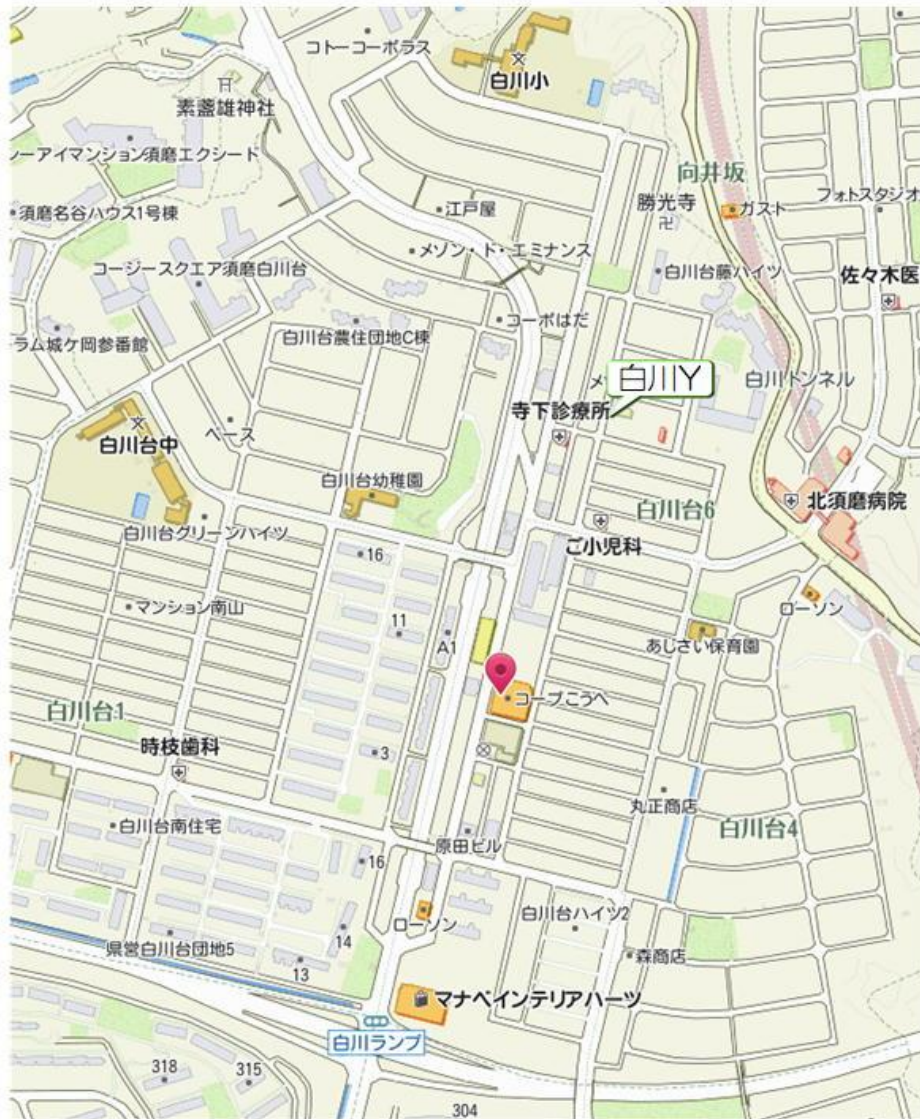 コトーコーポラス
白川小
素盞雄神社
シーアイマンション須磨エクシード
向井坂
勝光寺
フォトスタジオ
ガスト
須磨名谷ハウス1号棟
江戸屋
メゾン・ド・エミナンス
白川台藤ハイツ
コージースクエア須磨白川台
佐々木医
コーポはだ
ラム城ケ岡参番館
白川台農住団地C棟
メ
白川Y
白川トンネル
寺下診療所
ベース
白川台中
白川台幼稚園
北須磨病院
白川台6
白川台グリーンハイツ
ご小児科
16
マンション南山
11
ローソン
A1
あじさい保育園
コープこうべ
白川台1
時枝歯科
3
丸正商店
白川台南住宅
白川台4
原田ビル
16
ローソン
白川台ハイツ2
県営白川台団地5
14
13
森商店
マナベインテリアハーツ
白川ランプ
318
315
304